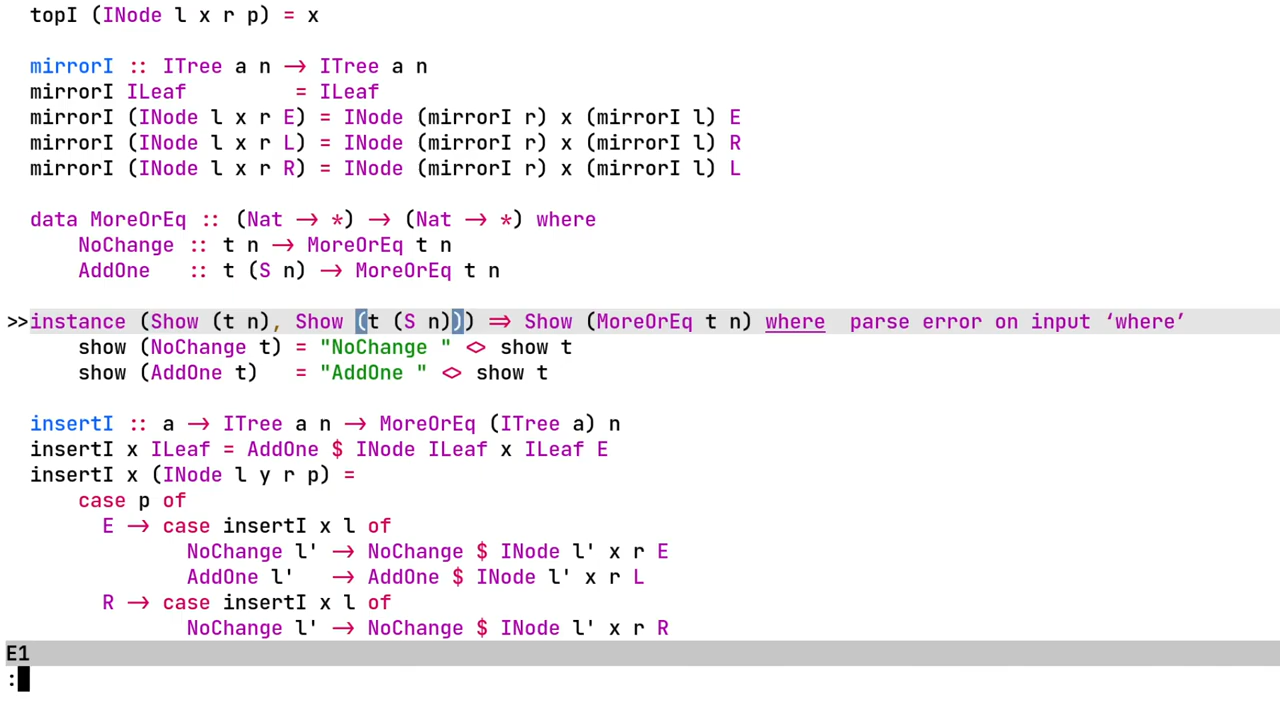 topI (INode l x r p) = x
mirrorI :: ITree a n → ITree a n
mirrorI ILeaf         = ILeaf
mirrorI (INode l x r E) = INode (mirrorI r) x (mirrorI l) E
mirrorI (INode l x r L) = INode (mirrorI r) x (mirrorI l) R
mirrorI (INode l x r R) = INode (mirrorI r) x (mirrorI l) L
data MoreOrEq :: (Nat → *) → (Nat → *) where
    NoChange :: t n → MoreOrEq t n
    AddOne   :: t (S n) → MoreOrEq t n
>>instance (Show (t n), Show (t (S n))) ⇒ Show (MoreOrEq t n) where  parse error on input ‘where’
    show (NoChange t) = "NoChange " <> show t
    show (AddOne t)   = "AddOne " <> show t
insertI :: a → ITree a n → MoreOrEq (ITree a) n
insertI x ILeaf = AddOne $ INode ILeaf x ILeaf E
insertI x (INode l y r p) =
    case p of
      E → case insertI x l of
             NoChange l' → NoChange $ INode l' x r E
             AddOne l'   → AddOne $ INode l' x r L
      R → case insertI x l of
             NoChange l' → NoChange $ INode l' x r R
E1
: